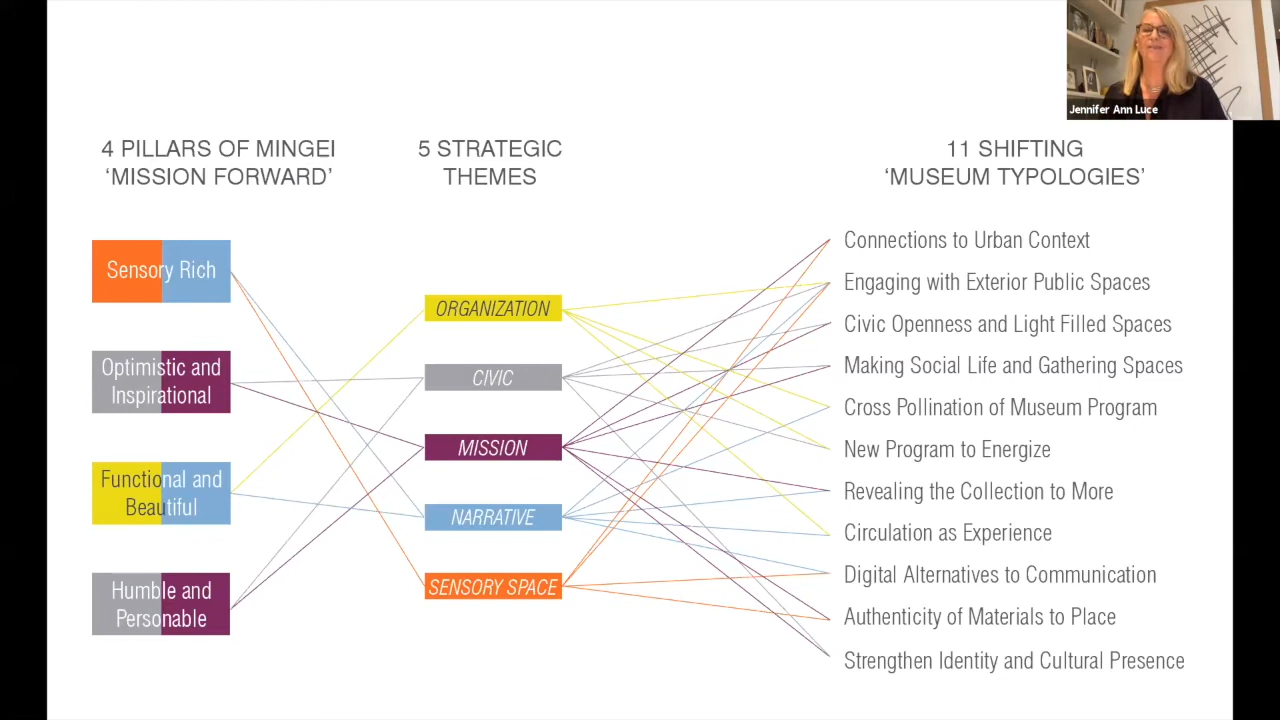 Jennifer Ann Luce
4 PILLARS OF MINGEI
‘MISSION FORWARD’
5 STRATEGIC
THEMES
11 SHIFTING
‘MUSEUM TYPOLOGIES’
Sensory Rich
Optimistic and
Inspirational
Functional and
Beautiful
Humble and
Personable
ORGANIZATION
CIVIC
MISSION
NARRATIVE
SENSORY SPACE
Connections to Urban Context
Engaging with Exterior Public Spaces
Civic Openness and Light Filled Spaces
Making Social Life and Gathering Spaces
Cross Pollination of Museum Program
New Program to Energize
Revealing the Collection to More
Circulation as Experience
Digital Alternatives to Communication
Authenticity of Materials to Place
Strengthen Identity and Cultural Presence